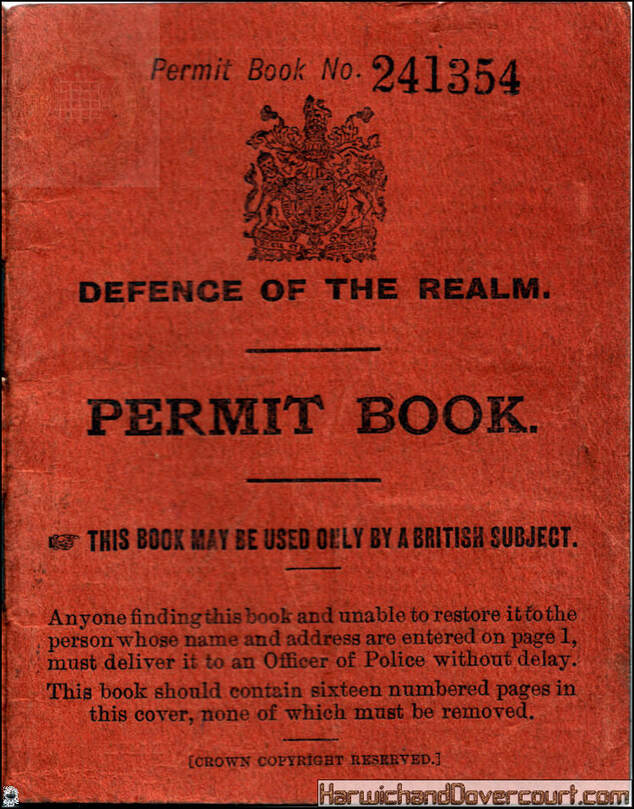 Permit Book No. 241354
DEFENCE OF THE REALM.
PERMIT BOOK.
THIS BOOK MAY BE USED ONLY BY A BRITISH SUBJECT.
Anyone finding this book and unable to restore it to the
person whose name and address are entered on page 1,
must deliver it to an Officer of Police without delay.
This book should contain sixteen numbered pages in
this cover, none of which must be removed.
[CROWN COPYRIGHT RESERVED.]
HarwichandDovercourt.com